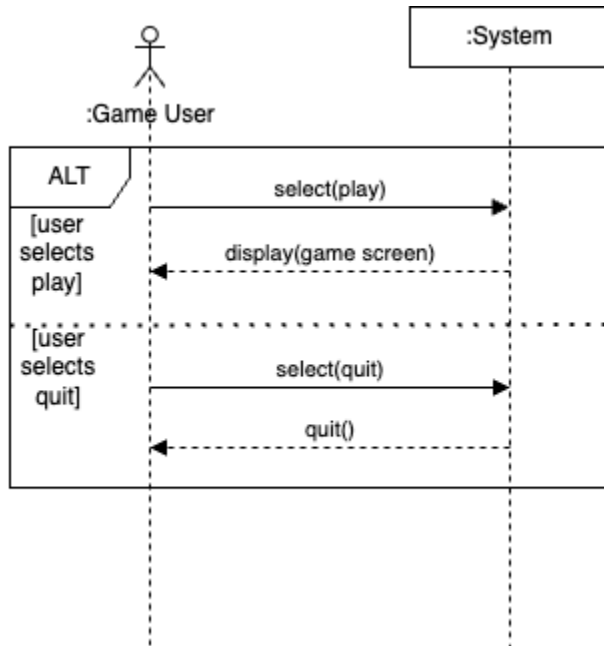 :System
:Game User
ALT
select(play)
[user
selects
play]
display(game screen)
[user
selects
quit]
select(quit)
quit()